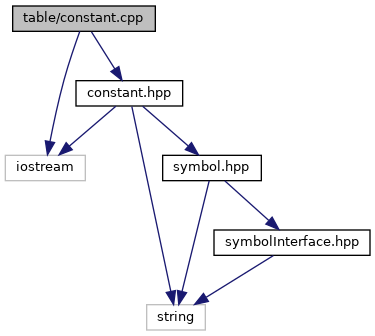 table/constant.cpp
constant.hpp
iostream
symbol.hpp
symbolInterface.hpp
string